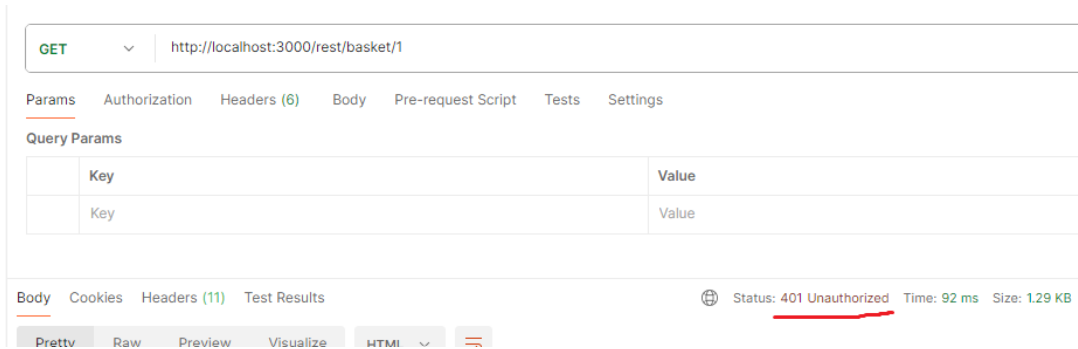 GET http://localhost:3000/rest/basket/1
Params Authorization Headers (6) Body Pre-request Script Tests Settings
Query Params
Key Value
Key Value
Body Cookies Headers (11) Test Results Status: 401 Unauthorized Time: 92 ms Size: 1.29 KB
Pretty Raw Preview Visualize HTML